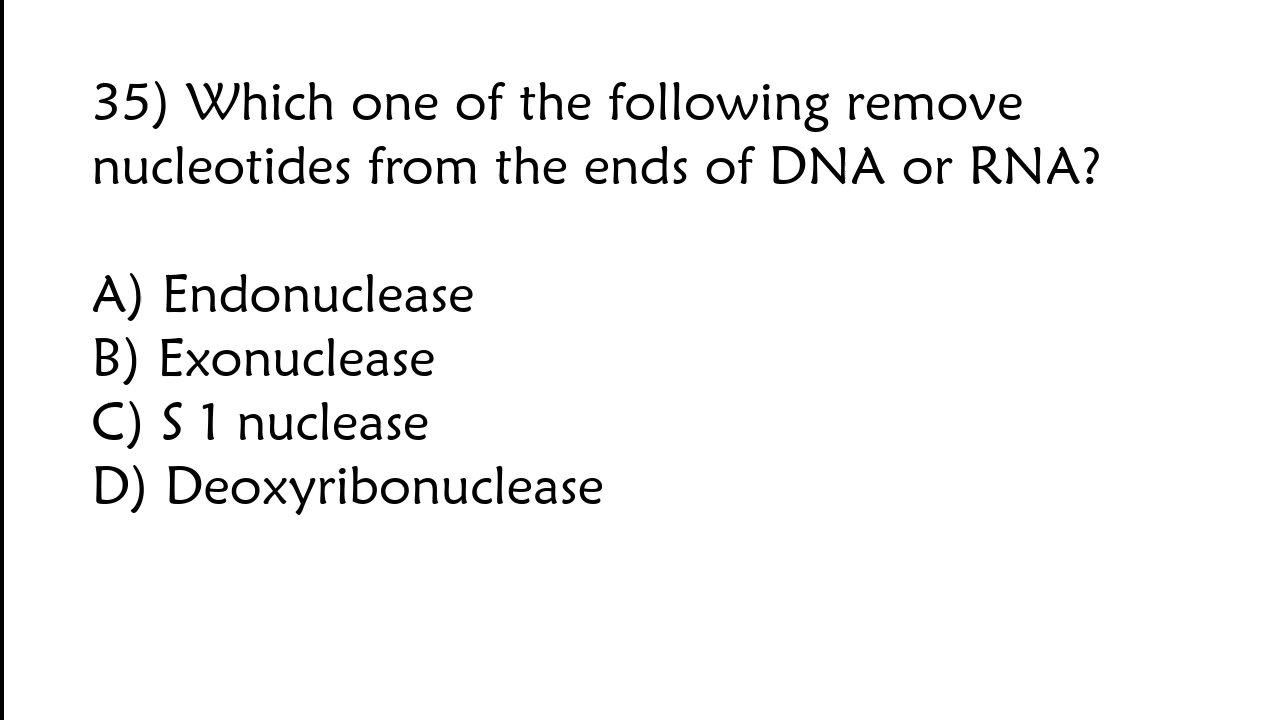 35) Which one of the following remove
nucleotides from the ends of DNA or RNA?
A) Endonuclease
B) Exonuclease
C) S 1 nuclease
D) Deoxyribonuclease